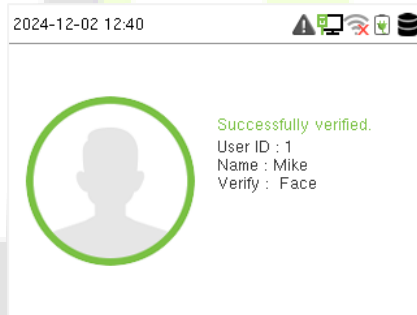 2024-12-02 12:40
Successfully verified.
User ID : 1
Name : Mike
Verify : Face